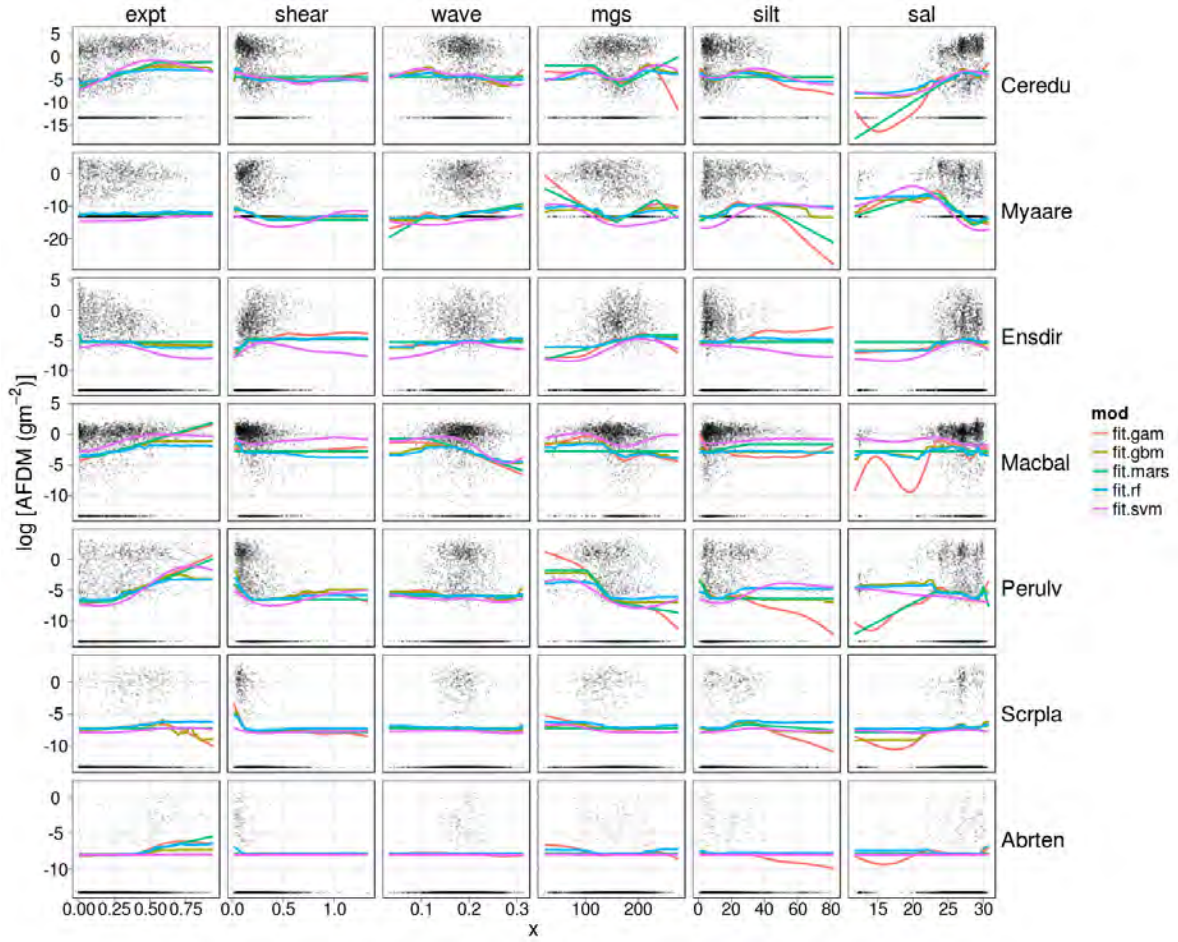 expt shear wave mgs silt sal
5
0
-5
-10
-15
Ceredu
0
-10
-20
Myaare
5
0
-5
-10
Ensdir
5
0
-5
-10
Macbal
0
-5
-10
Perulv
0
-5
-10
Scrpla
0
-5
-10
Abrten
log [AFDM (gm⁻²)]
mod
fit.gam
fit.gbm
fit.mars
fit.rf
fit.svm
0.00 0.25 0.50 0.75 0.0 0.5 1.0 0.1 0.2 0.3 100 200 0 20 40 60 80 15 20 25 30
x